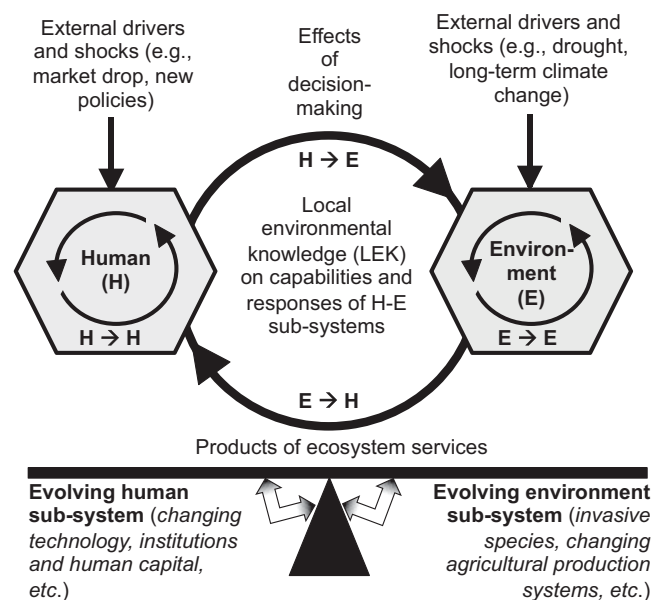 External drivers
and shocks (e.g.,
market drop, new
policies)
Effects
of
decision-
making
External drivers and
shocks (e.g., drought,
long-term climate
change)
H → E
Local
environmental
knowledge (LEK)
on capabilities and
responses of H-E
sub-systems
Human
(H)
H → H
Environ-
ment
(E)
E → E
E → H
Products of ecosystem services
Evolving human
sub-system (changing
technology, institutions
and human capital,
etc.)
Evolving environment
sub-system (invasive
species, changing
agricultural production
systems, etc.)